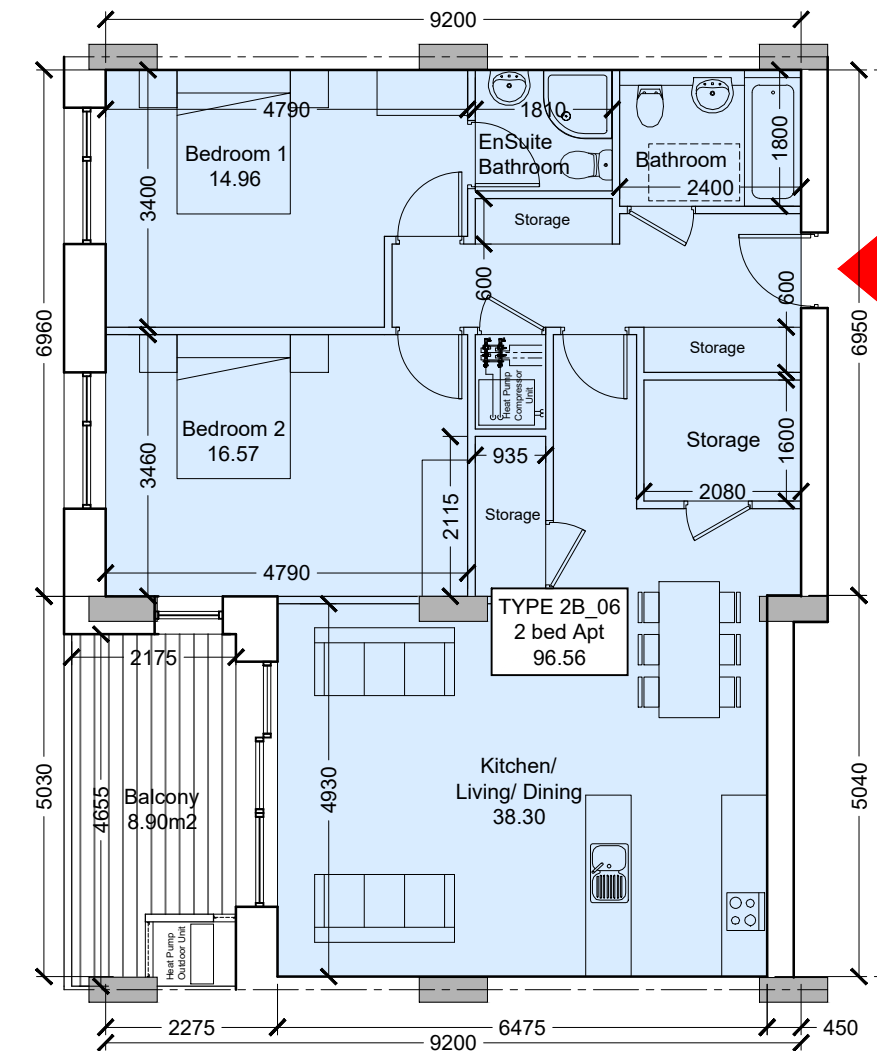 9200
4790
1810
EnSuite
Bathroom
Bathroom
1800
Bedroom 1
14.96
2400
3400
Storage
600
600
6960
6950
Storage
Heat Pump
Compressor
Unit
Bedroom 2
16.57
935
Storage
1600
3460
2080
2115
Storage
4790
TYPE 2B_06
2 bed Apt
96.56
2175
Kitchen/
Living/ Dining
38.30
5030
4655
Balcony
8.90m2
4930
5040
Heat Pump
Outdoor Unit
2275
6475
450
9200